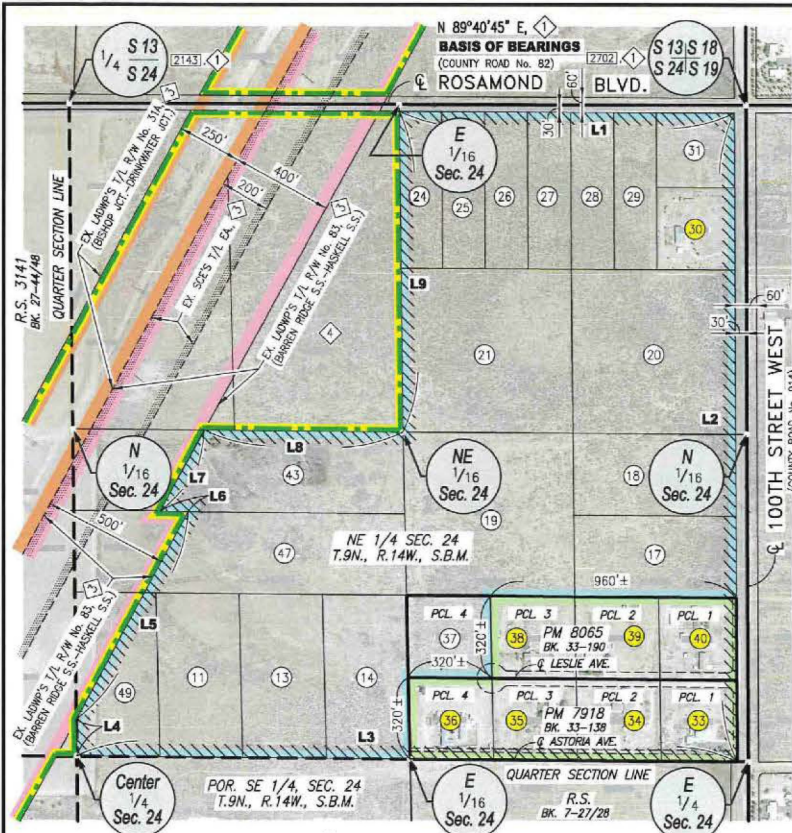 N 89°40'45" E, 1
BASIS OF BEARINGS
(COUNTY ROAD No. 82)
2702 1
S 13
1/4 S 24
2143 1
S 13 S 18
S 24 S 19
℄ ROSAMOND BLVD.
60'
30'
L1
E
1/16
Sec. 24
R.S. 3141
BK. 27-44/48
QUARTER SECTION LINE
EX. LADWP'S T/L R/W No. 31A, 3
(BISHOP JCT.-DRINKWATER JCT.)
250'
400'
200'
EX. SCE'S T/L EA. 3
EX. LADWP'S T/L R/W No. 83, 3
(BARREN RIDGE S.S.-HASKELL S.S.)
4
L9
24
25
26
27
28
29
31
30
60'
30'
21
20
L2
℄ 100TH STREET WEST
N
1/16
Sec. 24
L8
L7
L6
43
NE
1/16
Sec. 24
18
N
1/16
Sec. 24
19
500'
NE 1/4 SEC. 24
T.9N., R.14W., S.B.M.
47
17
3
EX. LADWP'S T/L R/W No. 83,
(BARREN RIDGE S.S.-HASKELL S.S.)
L5
960'±
PCL. 4
37
320'±
PCL. 3
38
PM 8065
BK. 33-190
PCL. 2
39
PCL. 1
40
320'±
℄ LESLIE AVE.
49
11
13
14
320'±
PCL. 4
36
PCL. 3
35
PM 7918
BK. 33-138
PCL. 2
34
PCL. 1
33
℄ ASTORIA AVE.
L4
L3
Center
1/4
Sec. 24
POR. SE 1/4, SEC. 24
T.9N., R.14W., S.B.M.
E
1/16
Sec. 24
QUARTER SECTION LINE
R.S.
BK. 7-27/28
E
1/4
Sec. 24